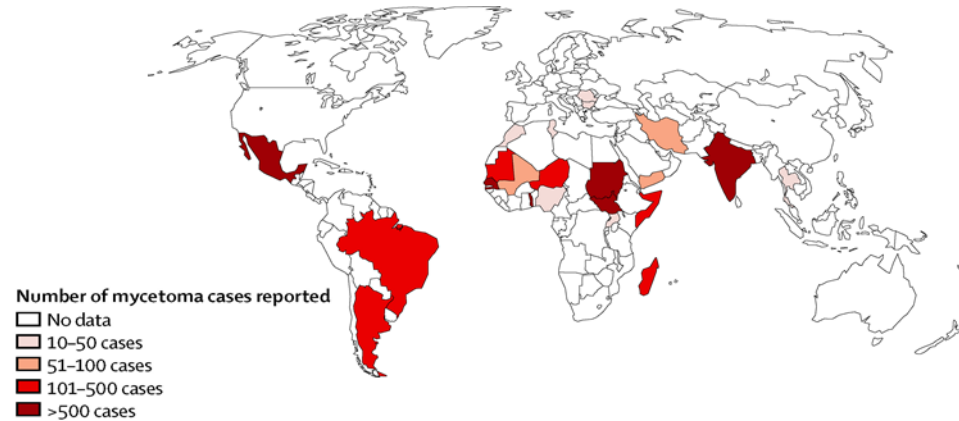 Number of mycetoma cases reported
No data
10–50 cases
51–100 cases
101–500 cases
>500 cases